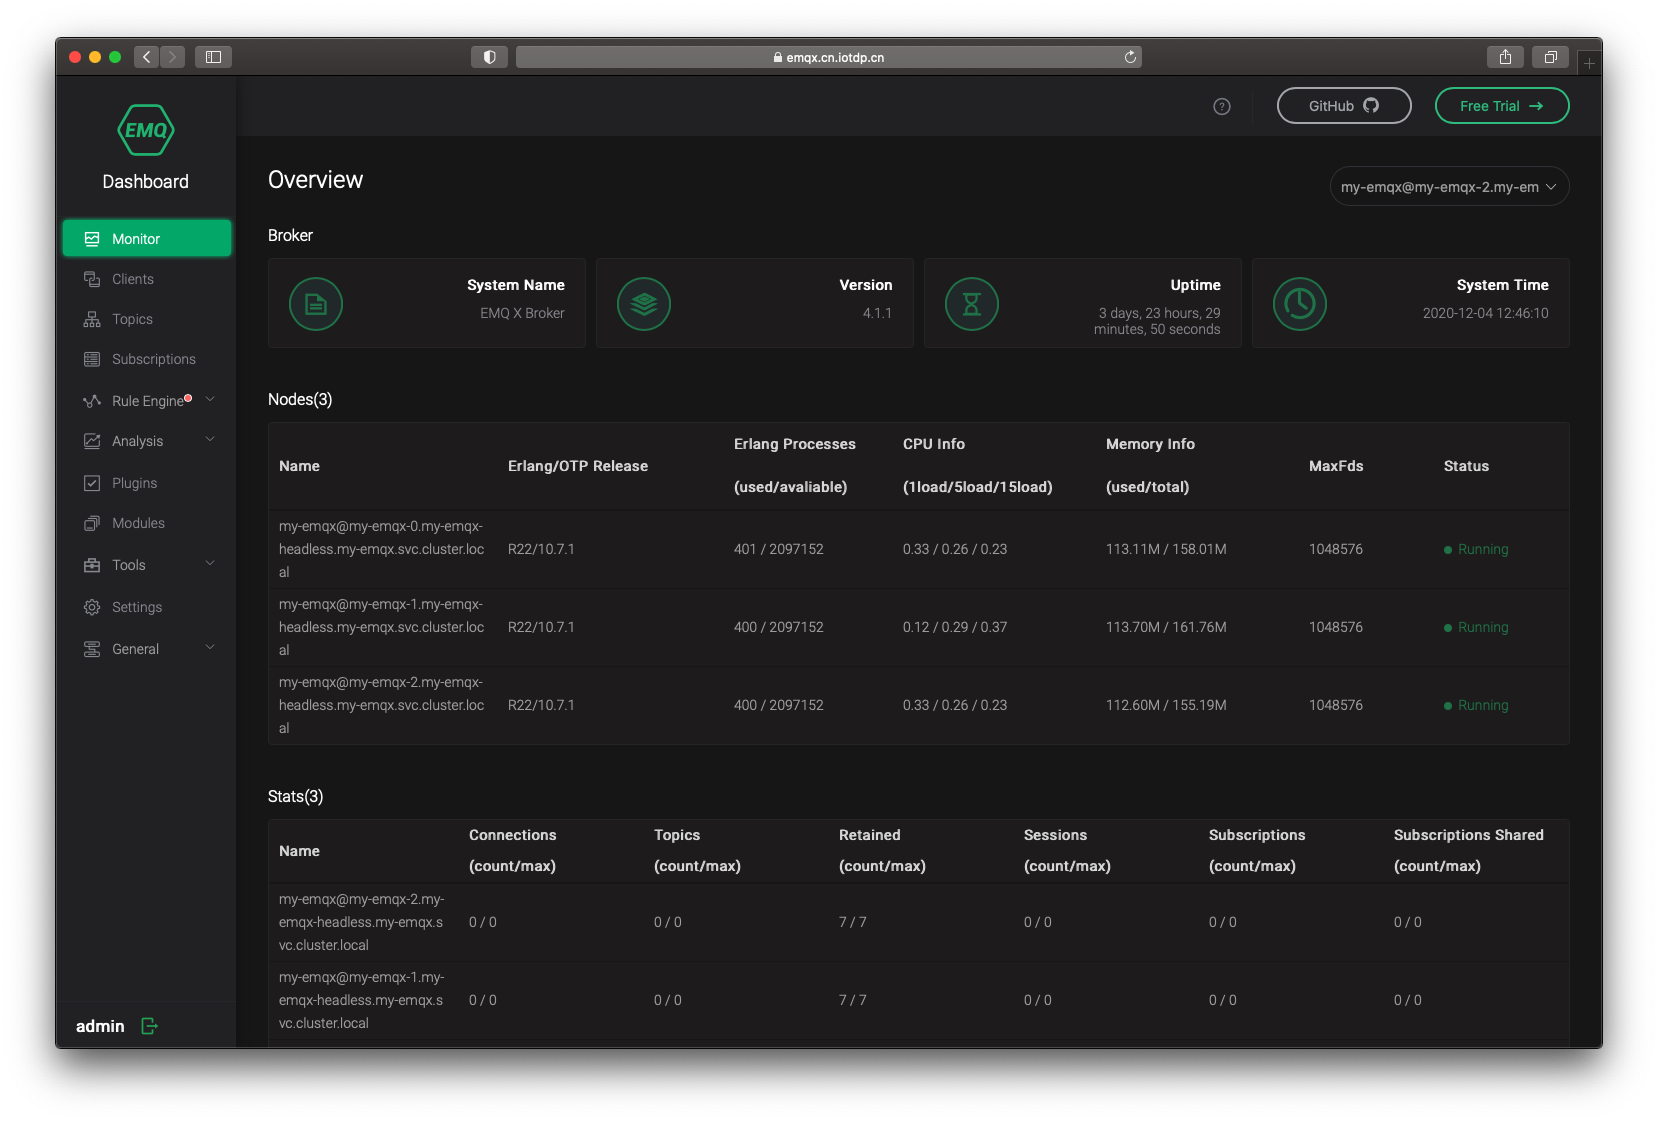 emqx.cn.iotdp.cn
EMQ
Dashboard
Monitor
Clients
Topics
Subscriptions
Rule Engine
Analysis
Plugins
Modules
Tools
Settings
General
admin
GitHub
Free Trial
Overview
my-emqx@my-emqx-2.my-em
Broker
System Name
EMQ X Broker
Version
4.1.1
Uptime
3 days, 23 hours, 29
minutes, 50 seconds
System Time
2020-12-04 12:46:10
Nodes(3)
Name
Erlang/OTP Release
Erlang Processes
(used/avaliable)
CPU Info
(1load/5load/15load)
Memory Info
(used/total)
MaxFds
Status
my-emqx@my-emqx-0.my-emqx-
headless.my-emqx.svc.cluster.loc
al
R22/10.7.1
401 / 2097152
0.33 / 0.26 / 0.23
113.11M / 158.01M
1048576
Running
my-emqx@my-emqx-1.my-emqx-
headless.my-emqx.svc.cluster.loc
al
R22/10.7.1
400 / 2097152
0.12 / 0.29 / 0.37
113.70M / 161.76M
1048576
Running
my-emqx@my-emqx-2.my-emqx-
headless.my-emqx.svc.cluster.loc
al
R22/10.7.1
400 / 2097152
0.33 / 0.26 / 0.23
112.60M / 155.19M
1048576
Running
Stats(3)
Name
Connections
(count/max)
Topics
(count/max)
Retained
(count/max)
Sessions
(count/max)
Subscriptions
(count/max)
Subscriptions Shared
(count/max)
my-emqx@my-emqx-2.my-
emqx-headless.my-emqx.s
vc.cluster.local
0 / 0
0 / 0
7 / 7
0 / 0
0 / 0
0 / 0
my-emqx@my-emqx-1.my-
emqx-headless.my-emqx.s
vc.cluster.local
0 / 0
0 / 0
7 / 7
0 / 0
0 / 0
0 / 0